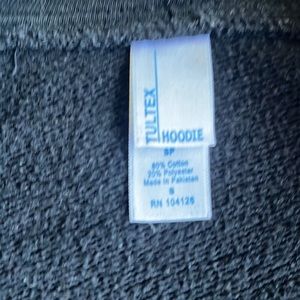 TULTEX
HOODIE
SP
80% Cotton
20% Polyester
Made in Pakistan
S
RN 104126